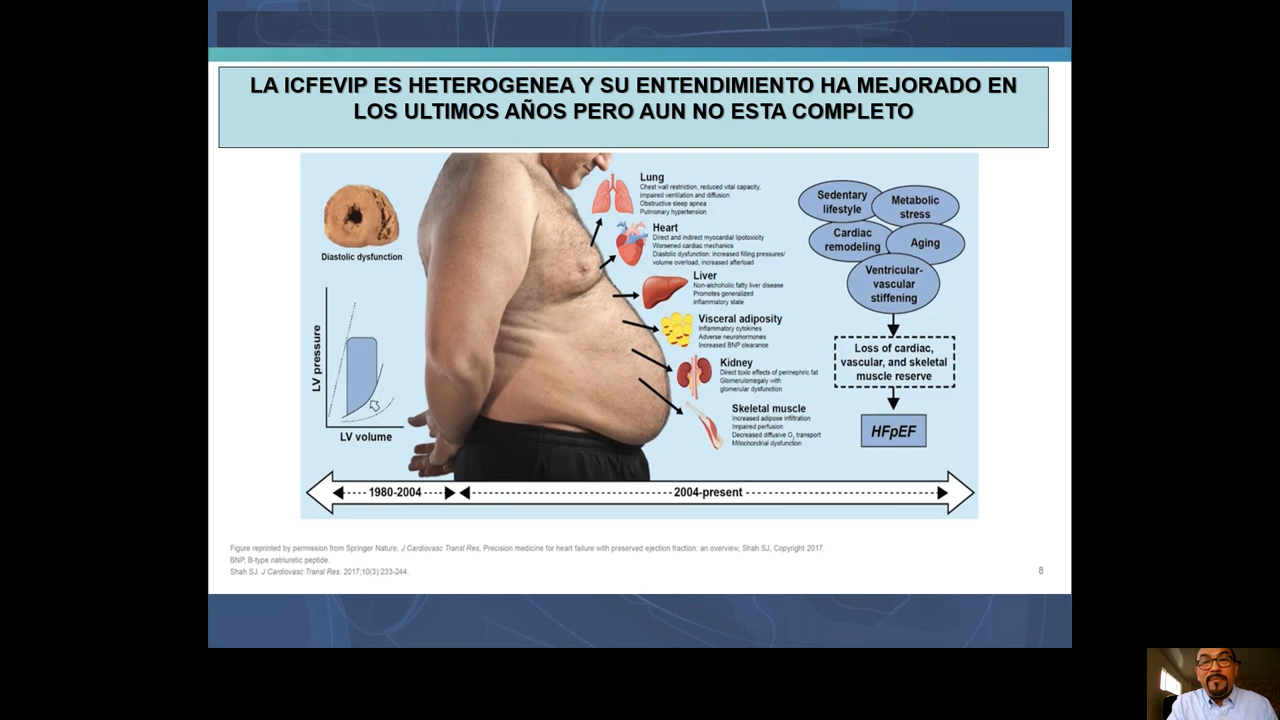 LA ICFEVIP ES HETEROGENEA Y SU ENTENDIMIENTO HA MEJORADO EN
LOS ULTIMOS AÑOS PERO AUN NO ESTA COMPLETO
Diastolic dysfunction
LV pressure
LV volume
Lung
Chest wall restriction, reduced vital capacity,
impaired ventilation and diffusion
Obstructive sleep apnea
Pulmonary hypertension
Heart
Direct and indirect myocardial lipotoxicity
Worsened cardiac mechanics
Diastolic dysfunction: increased filling pressures/
volume overload, increased afterload
Liver
Non-alchoholic fatty liver disease
Promotes generalized
inflammatory state
Visceral adiposity
Inflammatory cytokines
Adverse neurohormones
Increased BNP clearance
Kidney
Direct toxic effects of perinephric fat
Glomerulomegaly with
glomerular dysfunction
Skeletal muscle
Increased adipose infiltration
Impaired perfusion
Decreased diffusive O2 transport
Mitochondrial dysfunction
Sedentary
lifestyle
Metabolic
stress
Cardiac
remodeling
Aging
Ventricular-
vascular
stiffening
Loss of cardiac,
vascular, and skeletal
muscle reserve
HFpEF
1980-2004
2004-present
Figure reprinted by permission from Springer Nature, J Cardiovasc Transl Res, Precision medicine for heart failure with preserved ejection fraction: an overview, Shah SJ, Copyright 2017.
BNP, B-type natriuretic peptide.
Shah SJ. J Cardiovasc Transl Res. 2017;10(3):233-244.
8